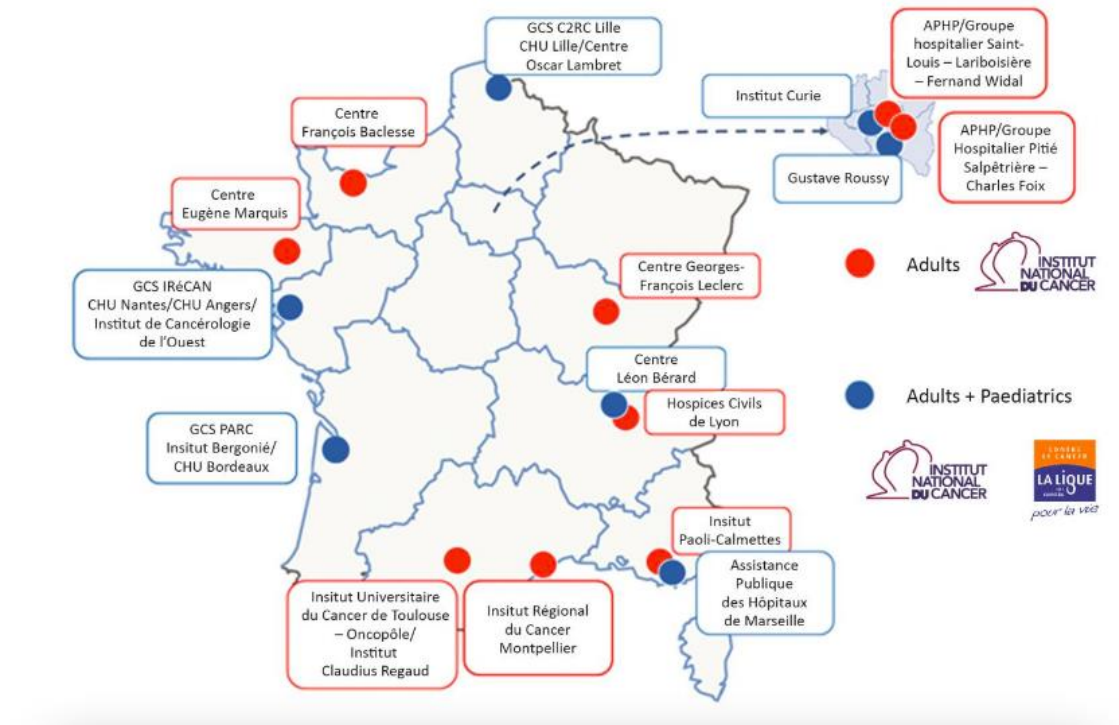 GCS C2RC Lille
CHU Lille/Centre
Oscar Lambret
APHP/Groupe
hospitalier Saint-
Louis – Lariboisière
– Fernand Widal
Institut Curie
Centre
François Baclesse
APHP/Groupe
Hospitalier Pitié
Salpêtrière –
Charles Foix
Gustave Roussy
Centre
Eugène Marquis
Centre Georges-
François Leclerc
Adults
INSTITUT
NATIONAL
DU CANCER
GCS IRéCAN
CHU Nantes/CHU Angers/
Institut de Cancérologie
de l'Ouest
Centre
Léon Bérard
Hospices Civils
de Lyon
Adults + Paediatrics
GCS PARC
Insitut Bergonié/
CHU Bordeaux
INSTITUT
NATIONAL
DU CANCER
LA LIGUE
pour la vie
Insitut
Paoli-Calmettes
Assistance
Publique
des Hôpitaux
de Marseille
Insitut Universitaire
du Cancer de Toulouse
– Oncopôle/
Institut
Claudius Regaud
Insitut Régional
du Cancer
Montpellier